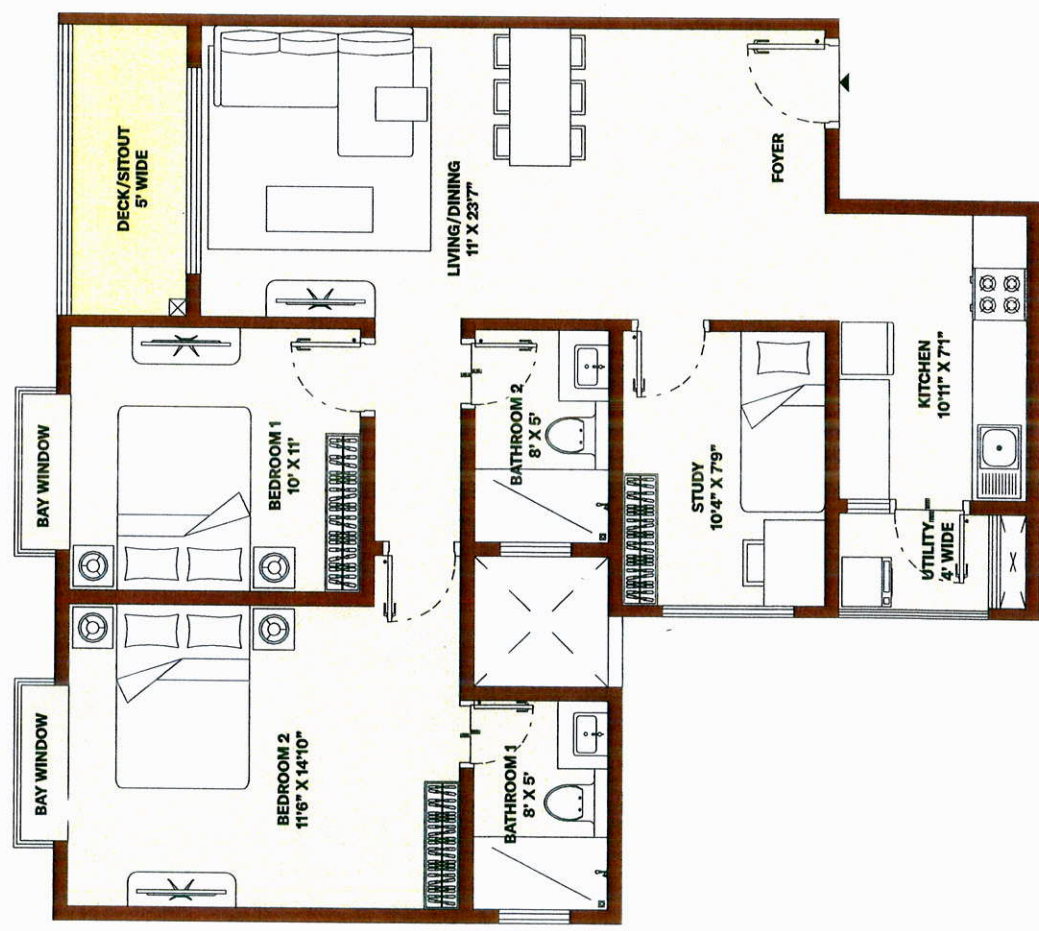 DECK/SITOUT
5' WIDE
LIVING/DINING
11' X 23'7"
FOYER
BAY WINDOW
BEDROOM 1
10' X 11'
BATHROOM 2
8' X 5'
STUDY
10'4" X 7'9"
KITCHEN
10'11" X 7'1"
UTILITY
4' WIDE
BAY WINDOW
BEDROOM 2
11'6" X 14'10"
BATHROOM 1
8' X 5'